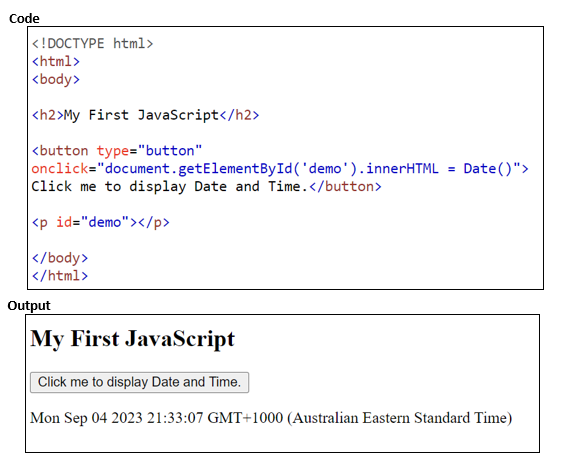 Code
<!DOCTYPE html>
<html>
<body>
<h2>My First JavaScript</h2>
<button type="button"
onclick="document.getElementById('demo').innerHTML = Date()">
Click me to display Date and Time.</button>
<p id="demo"></p>
</body>
</html>
Output
My First JavaScript
Click me to display Date and Time.
Mon Sep 04 2023 21:33:07 GMT+1000 (Australian Eastern Standard Time)